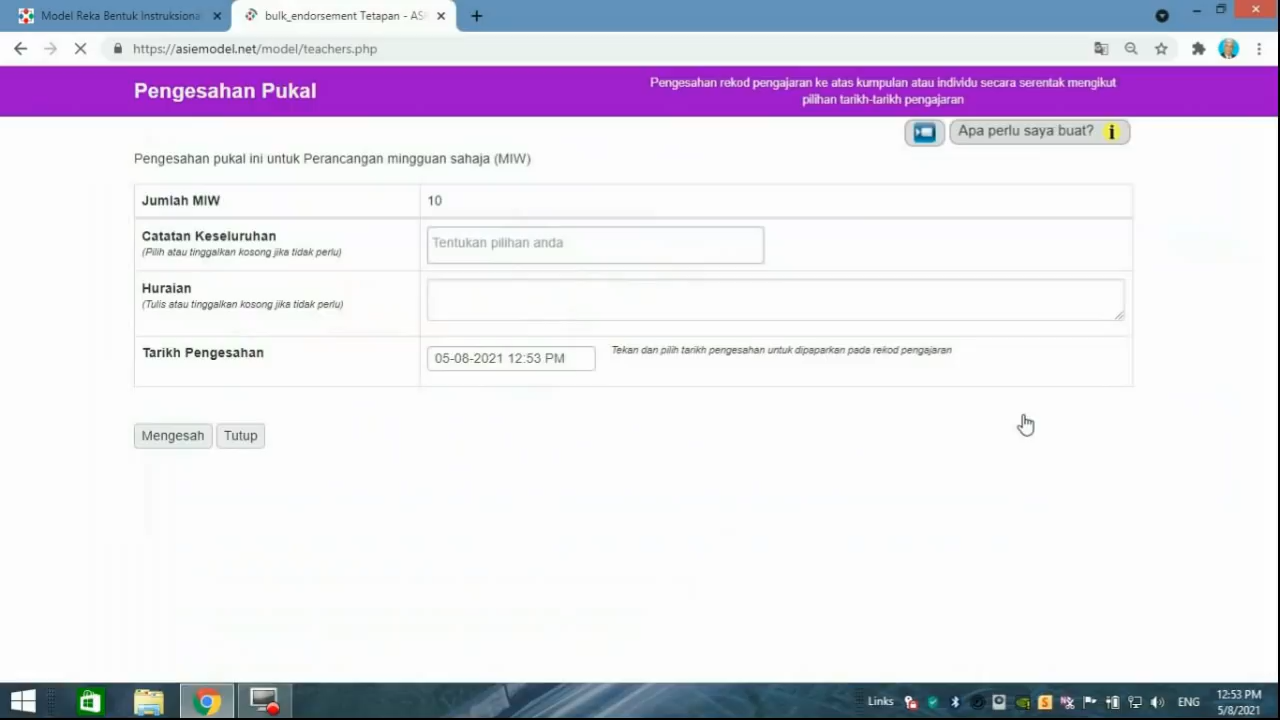 Model Reka Bentuk Instruksiona
bulk_endorsement Tetapan - ASI
https://asiemodel.net/model/teachers.php
Pengesahan Pukal
Pengesahan rekod pengajaran ke atas kumpulan atau individu secara serentak mengikut
pilihan tarikh-tarikh pengajaran
Apa perlu saya buat? i
Pengesahan pukal ini untuk Perancangan mingguan sahaja (MIW)
Jumlah MIW
10
Catatan Keseluruhan
(Pilih atau tinggalkan kosong jika tidak perlu)
Tentukan pilihan anda
Huraian
(Tulis atau tinggalkan kosong jika tidak perlu)
Tarikh Pengesahan
05-08-2021 12:53 PM
Tekan dan pilih tarikh pengesahan untuk dipaparkan pada rekod pengajaran
Mengesah
Tutup
Links
ENG
12:53 PM
5/8/2021